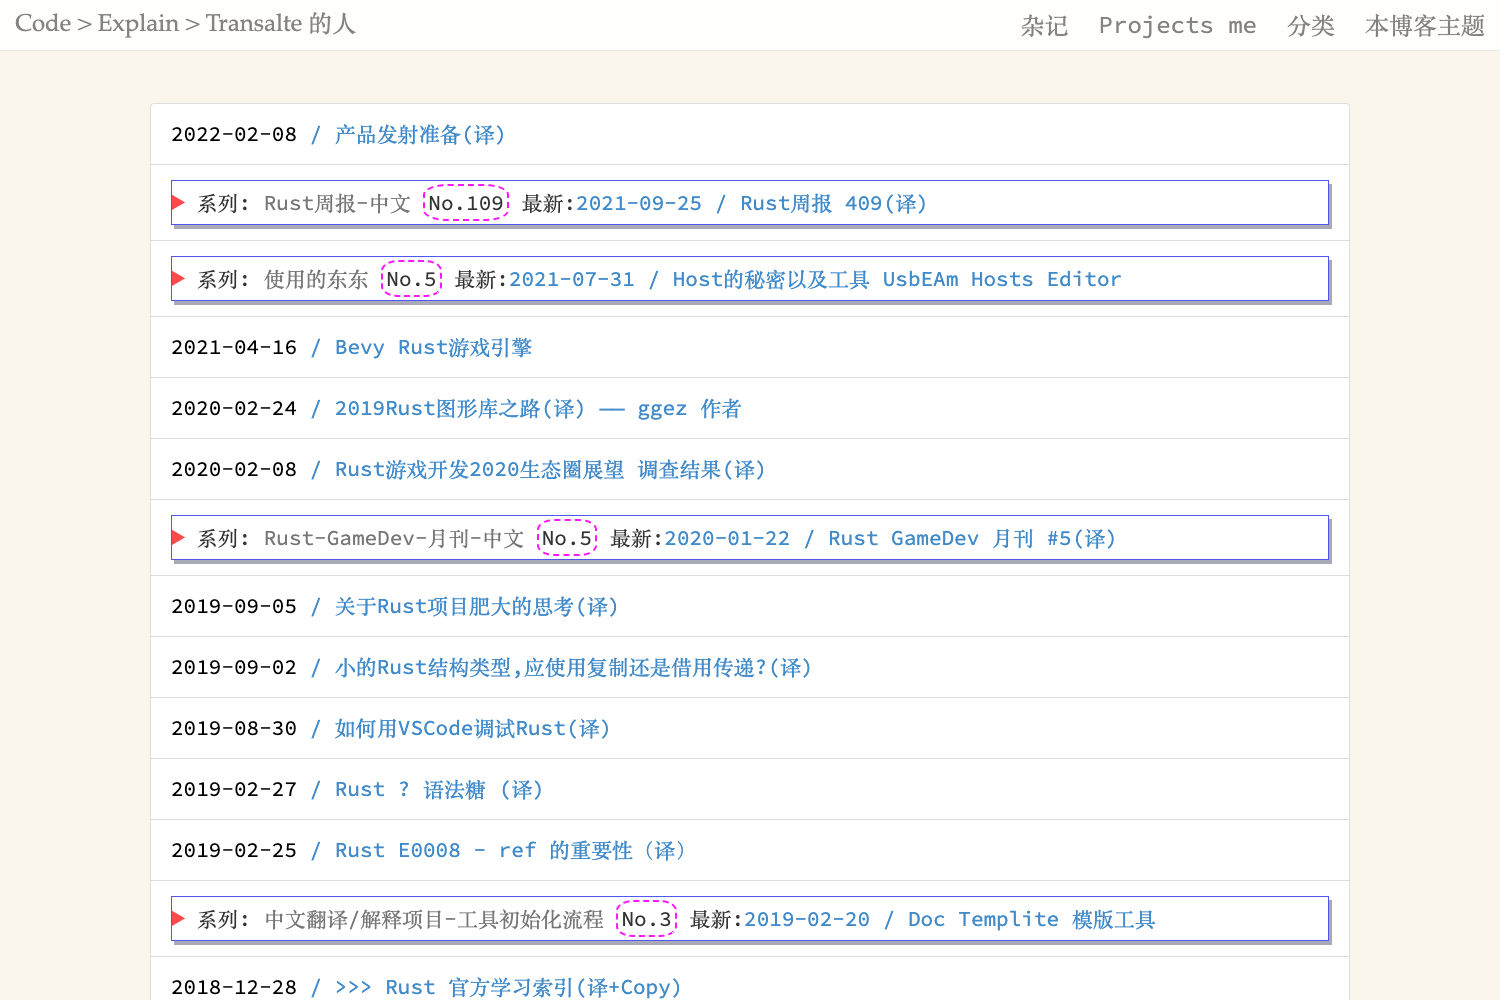 Code > Explain > Transalte 的人
杂记 Projects me 分类 本博客主题
2022-02-08 / 产品发射准备(译)
系列: Rust周报-中文 No.109 最新:2021-09-25 / Rust周报 409(译)
系列: 使用的东东 No.5 最新:2021-07-31 / Host的秘密以及工具 UsbEAm Hosts Editor
2021-04-16 / Bevy Rust游戏引擎
2020-02-24 / 2019Rust图形库之路(译) —— ggez 作者
2020-02-08 / Rust游戏开发2020生态圈展望 调查结果(译)
系列: Rust-GameDev-月刊-中文 No.5 最新:2020-01-22 / Rust GameDev 月刊 #5(译)
2019-09-05 / 关于Rust项目肥大的思考(译)
2019-09-02 / 小的Rust结构类型,应使用复制还是借用传递?(译)
2019-08-30 / 如何用VSCode调试Rust(译)
2019-02-27 / Rust ? 语法糖 (译)
2019-02-25 / Rust E0008 - ref 的重要性（译）
系列: 中文翻译/解释项目-工具初始化流程 No.3 最新:2019-02-20 / Doc Templite 模版工具
2018-12-28 / >>> Rust 官方学习索引(译+Copy)